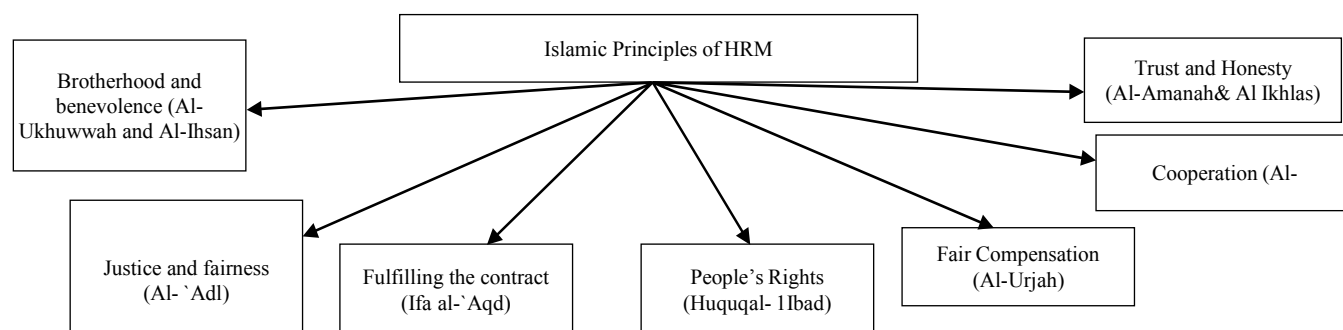 Islamic Principles of HRM
Brotherhood and
benevolence (Al-
Ukhuwwah and Al-Ihsan)
Trust and Honesty
(Al-Amanah& Al Ikhlas)
Cooperation (Al-
Justice and fairness
(Al- `Adl)
Fulfilling the contract
(Ifa al-`Aqd)
People’s Rights
(Huquqal- 1Ibad)
Fair Compensation
(Al-Urjah)